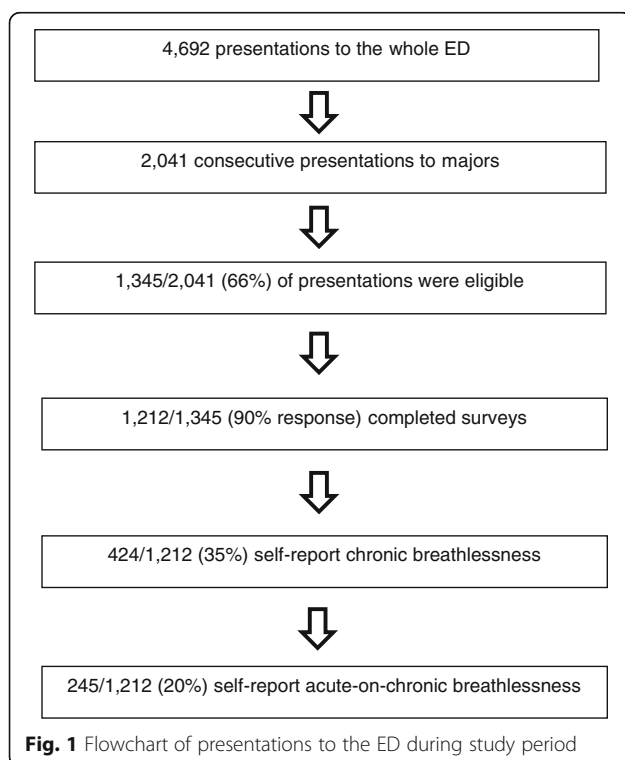 4,692 presentations to the whole ED
2,041 consecutive presentations to majors
1,345/2,041 (66%) of presentations were eligible
1,212/1,345 (90% response) completed surveys
424/1,212 (35%) self-report chronic breathlessness
245/1,212 (20%) self-report acute-on-chronic breathlessness
Fig. 1 Flowchart of presentations to the ED during study period